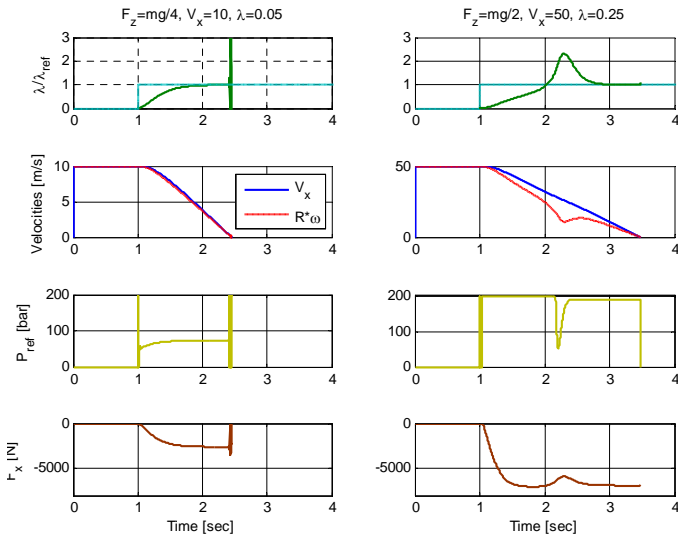 F_z=mg/4, V_x=10, λ=0.05
F_z=mg/2, V_x=50, λ=0.25
λ/λ_ref
3
2
1
0
0 1 2 3 4
3
2
1
0
0 1 2 3 4
Velocities [m/s]
10
5
0
0 1 2 3 4
V_x
R*ω
50
0
0 1 2 3 4
P_ref [bar]
200
100
0
0 1 2 3 4
200
100
0
0 1 2 3 4
F_x [N]
0
-5000
0 1 2 3 4
Time [sec]
0
-5000
0 1 2 3 4
Time [sec]